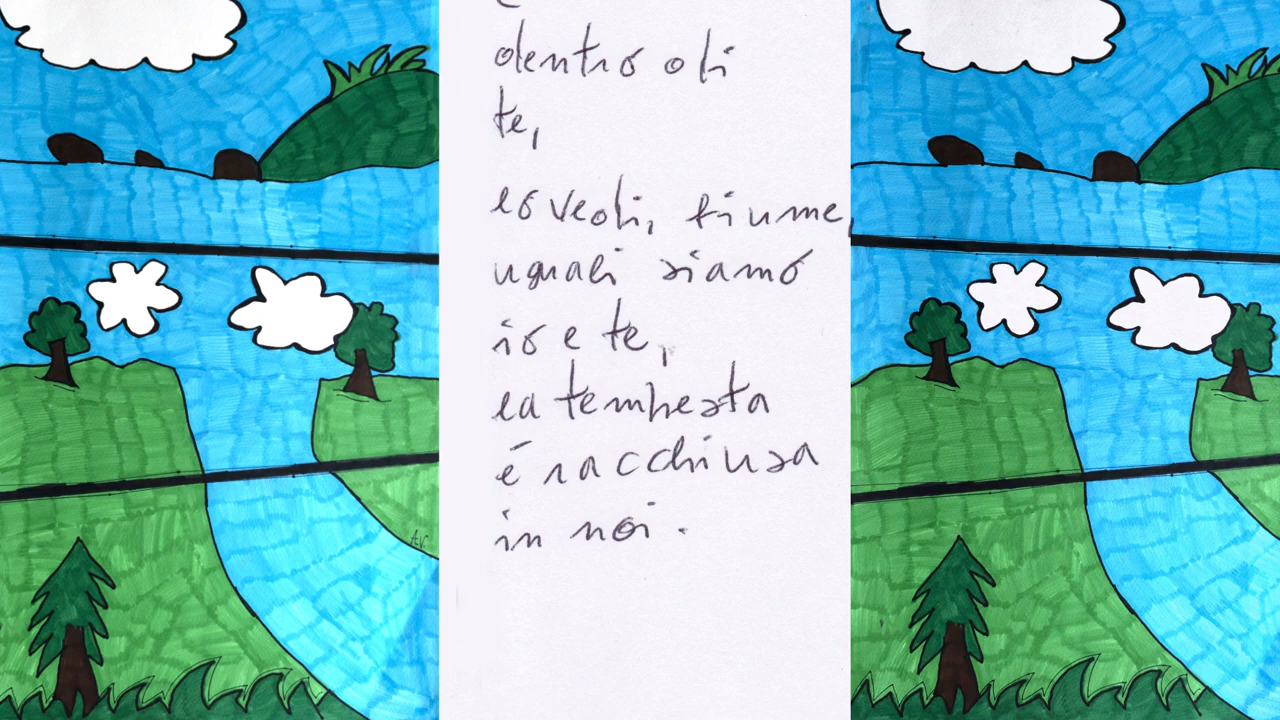 dentro di
te,
lo vedi, fiume,
uguali siamo
io e te,
la tempesta
é racchiusa
in noi.
A.V.